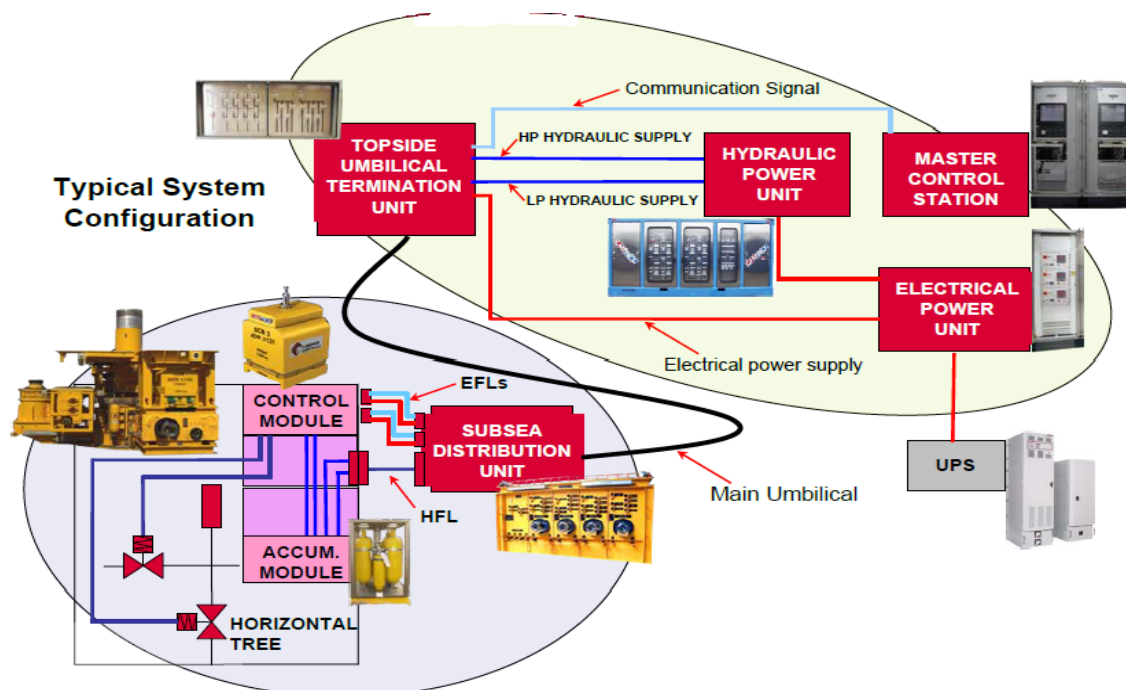 Communication Signal
HP HYDRAULIC SUPPLY
TOPSIDE
UMBILICAL
TERMINATION
UNIT
HYDRAULIC
POWER
UNIT
MASTER
CONTROL
STATION
LP HYDRAULIC SUPPLY
Typical System
Configuration
ELECTRICAL
POWER
UNIT
Electrical power supply
EFLs
CONTROL
MODULE
SUBSEA
DISTRIBUTION
UNIT
UPS
Main Umbilical
HFL
ACCUM.
MODULE
HORIZONTAL
TREE